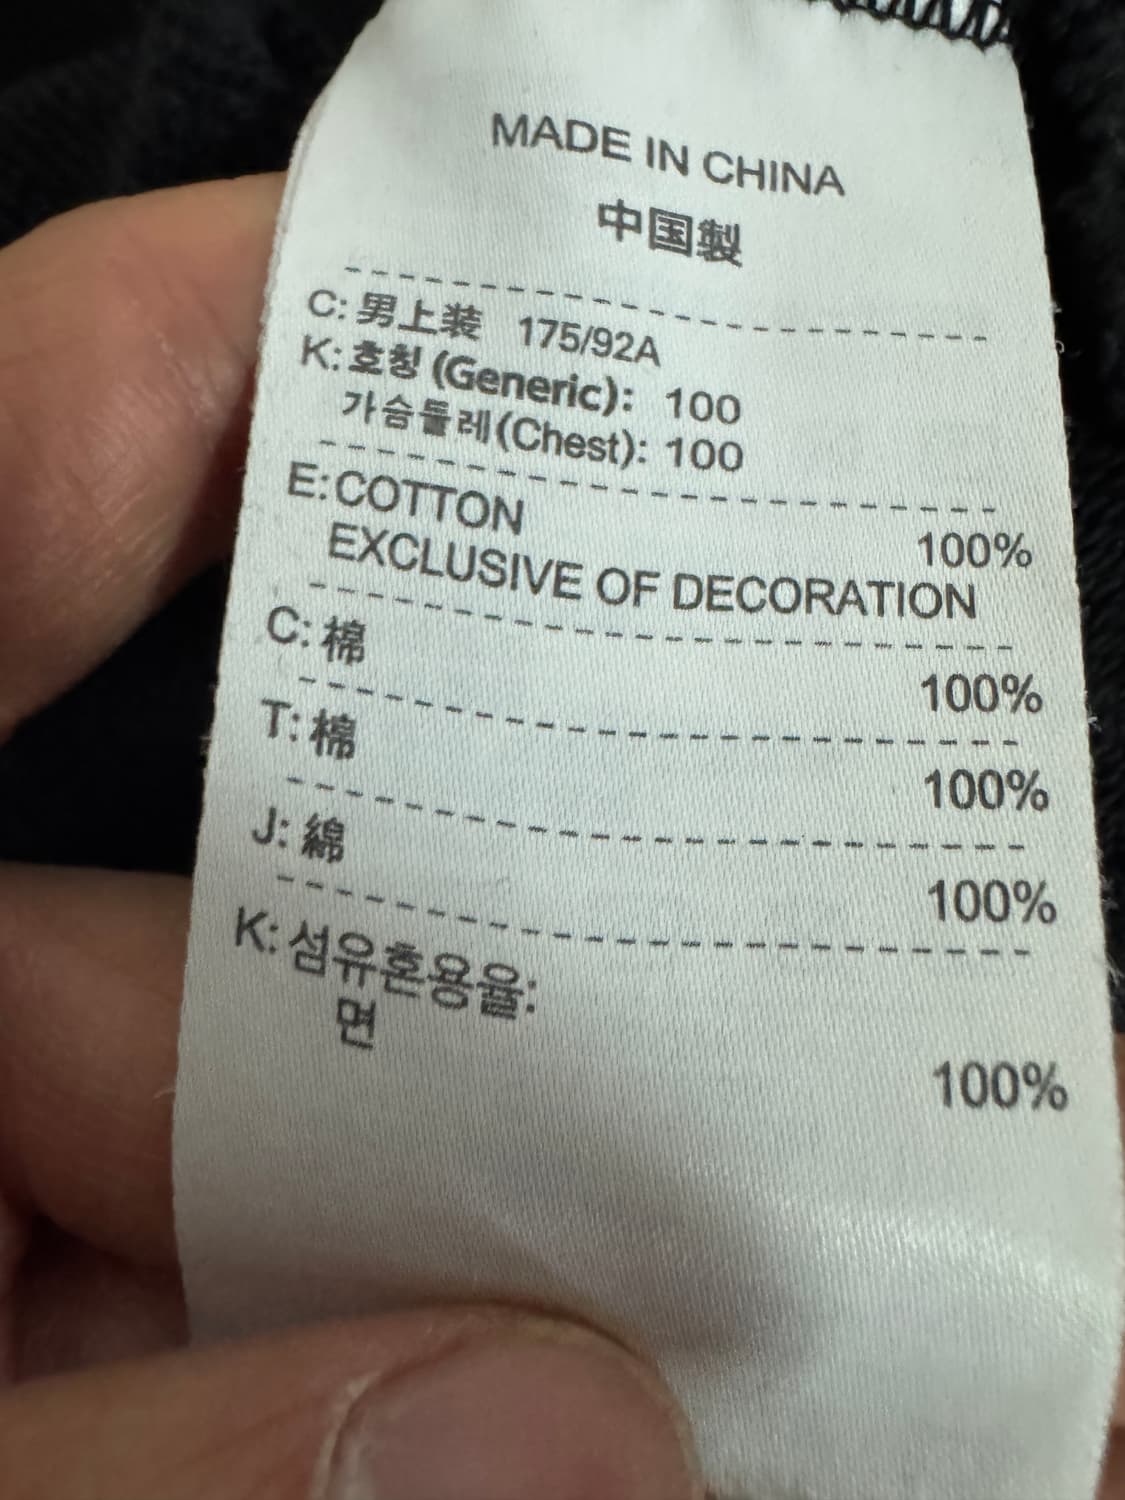 MADE IN CHINA
中国製
C: 男上装 175/92A
K: 호칭 (Generic): 100
가슴둘레(Chest): 100
E: COTTON 100%
EXCLUSIVE OF DECORATION
C: 棉 100%
T: 棉 100%
J: 綿 100%
K: 섬유혼용율:
면 100%